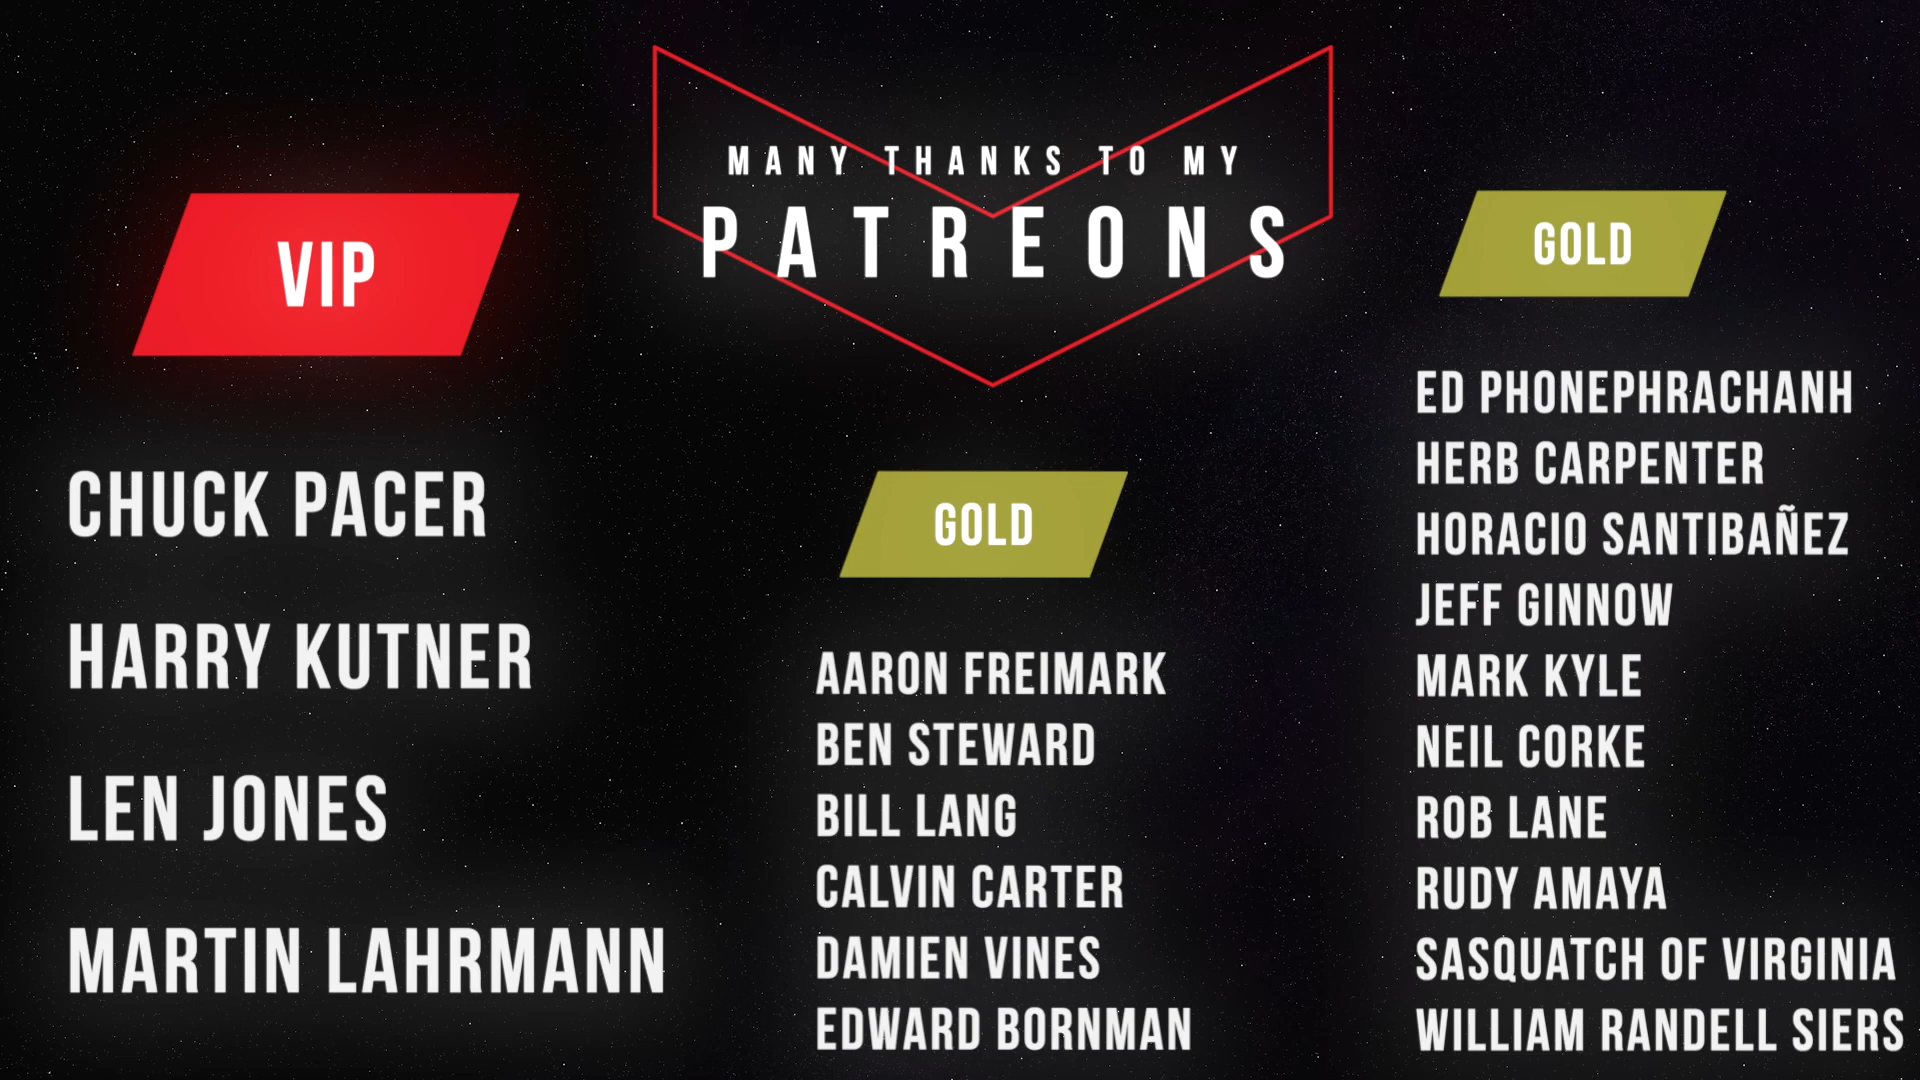 MANY THANKS TO MY
PATREONS
VIP
CHUCK PACER
HARRY KUTNER
LEN JONES
MARTIN LAHRMANN
GOLD
AARON FREIMARK
BEN STEWARD
BILL LANG
CALVIN CARTER
DAMIEN VINES
EDWARD BORNMAN
GOLD
ED PHONEPHRACHANH
HERB CARPENTER
HORACIO SANTIBAÑEZ
JEFF GINNOW
MARK KYLE
NEIL CORKE
ROB LANE
RUDY AMAYA
SASQUATCH OF VIRGINIA
WILLIAM RANDELL SIERS